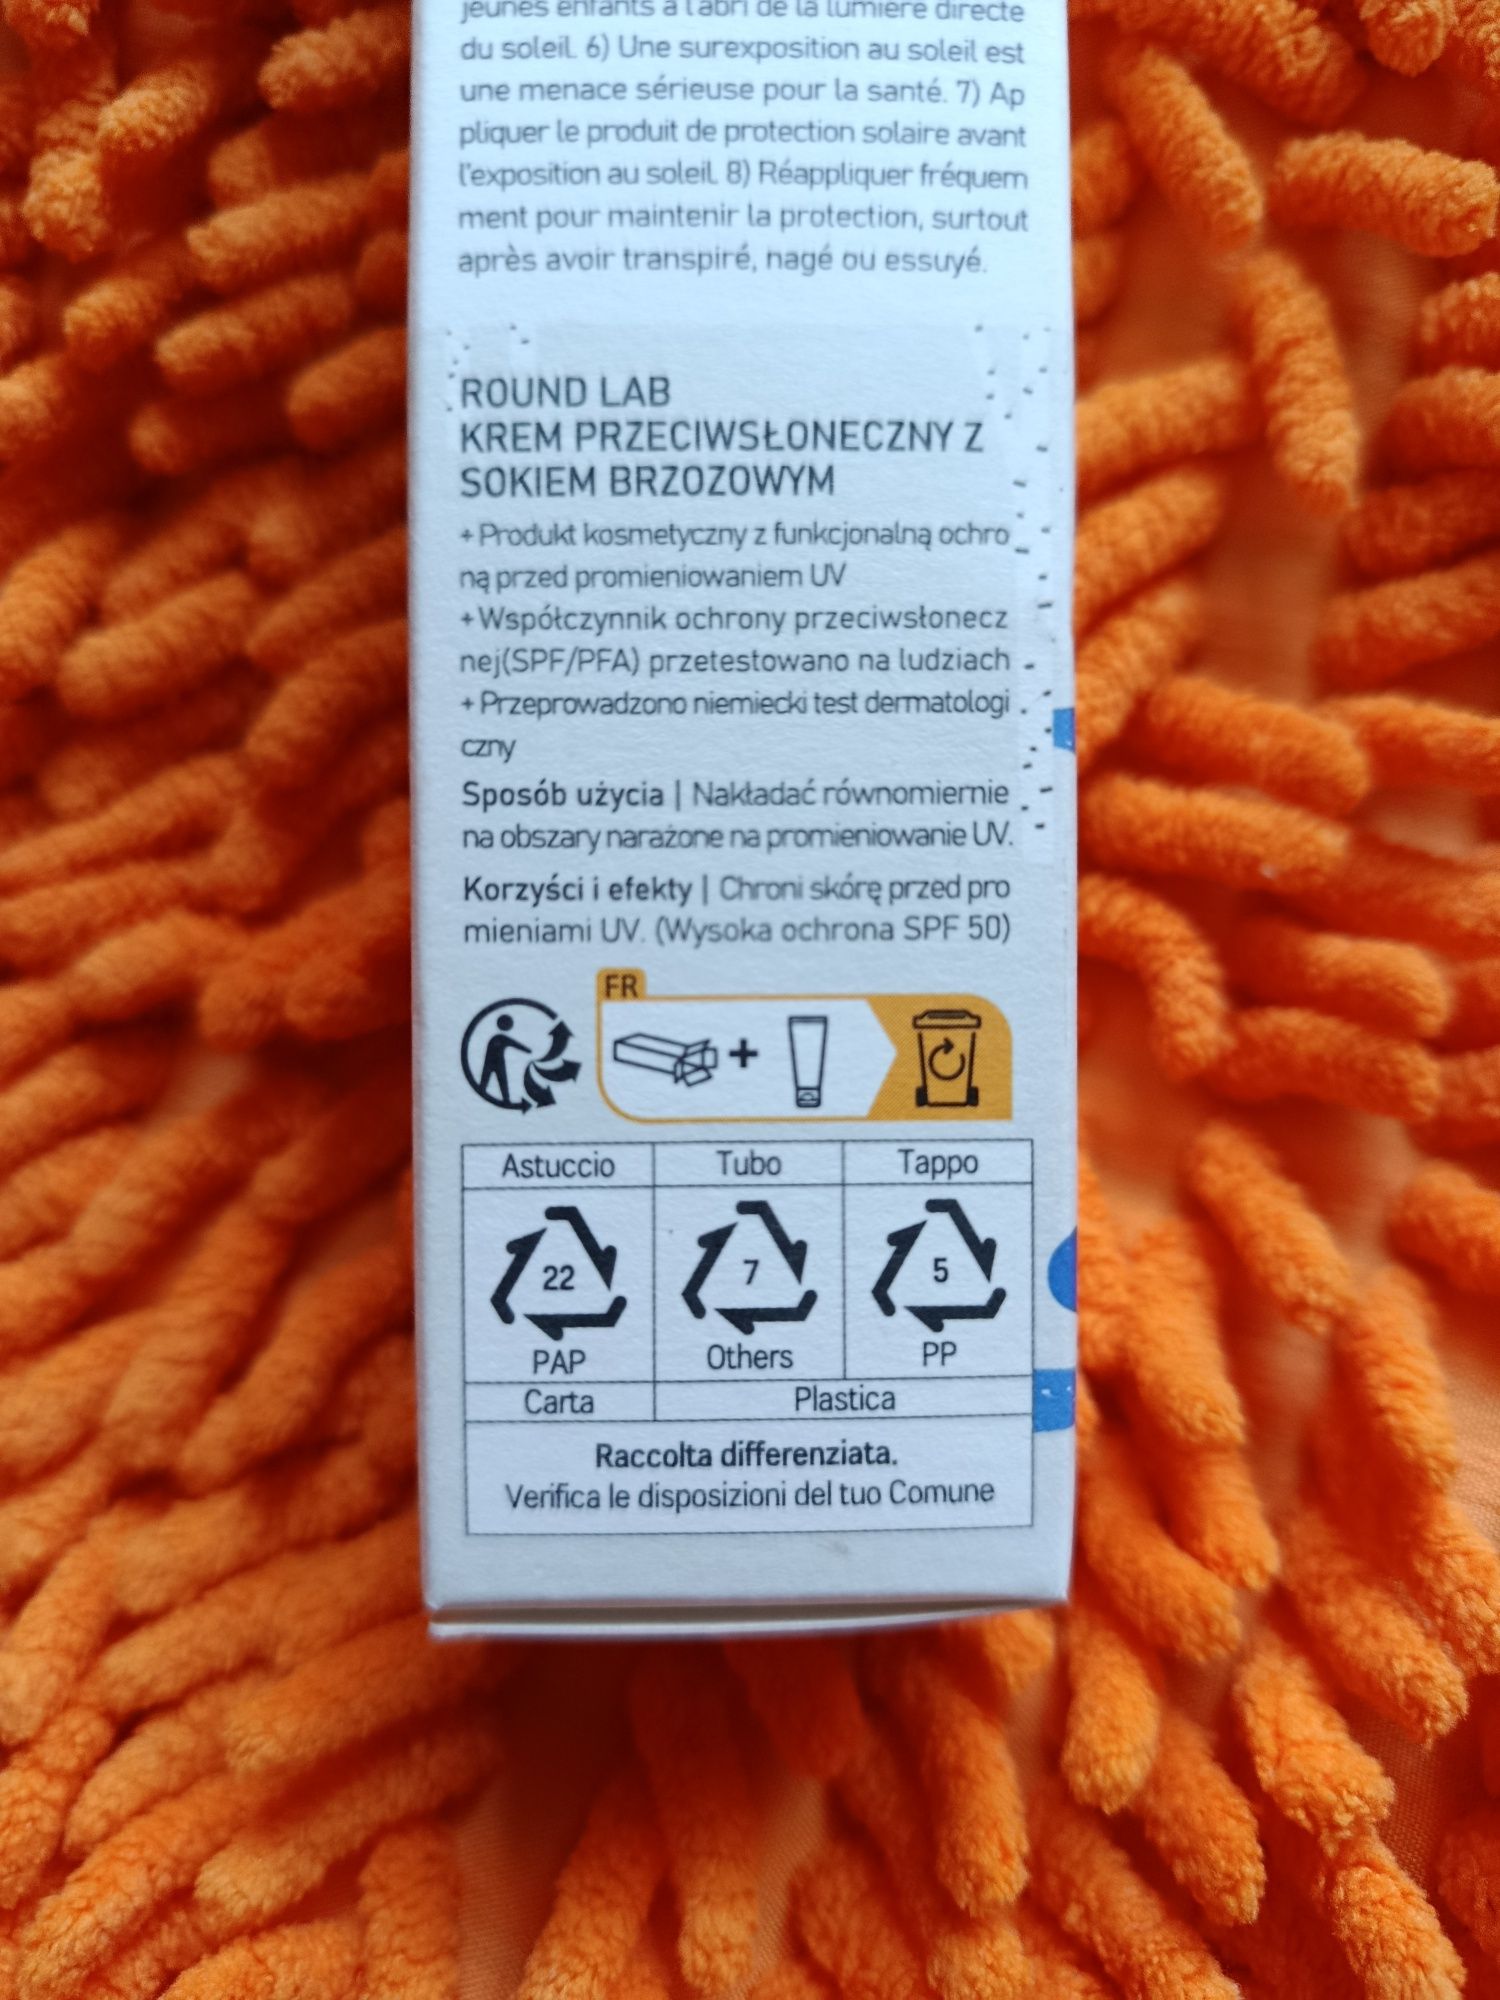 jeunes enfants à l'abri de la lumière directe
du soleil. 6) Une surexposition au soleil est
une menace sérieuse pour la santé. 7) Ap
pliquer le produit de protection solaire avant
l'exposition au soleil. 8) Réappliquer fréquem
ment pour maintenir la protection, surtout
après avoir transpiré, nagé ou essuyé.
ROUND LAB
KREM PRZECIWSŁONECZNY Z
SOKIEM BRZOZOWYM
+ Produkt kosmetyczny z funkcjonalną ochro
ną przed promieniowaniem UV
+ Współczynnik ochrony przeciwsłonecz
nej(SPF/PFA) przetestowano na ludziach
+ Przeprowadzono niemiecki test dermatologi
czny
Sposób użycia | Nakładać równomiernie
na obszary narażone na promieniowanie UV.
Korzyści i efekty | Chroni skórę przed pro
mieniami UV. (Wysoka ochrona SPF 50)
FR
Astuccio Tubo Tappo
22 7 5
PAP Others PP
Carta Plastica
Raccolta differenziata.
Verifica le disposizioni del tuo Comune